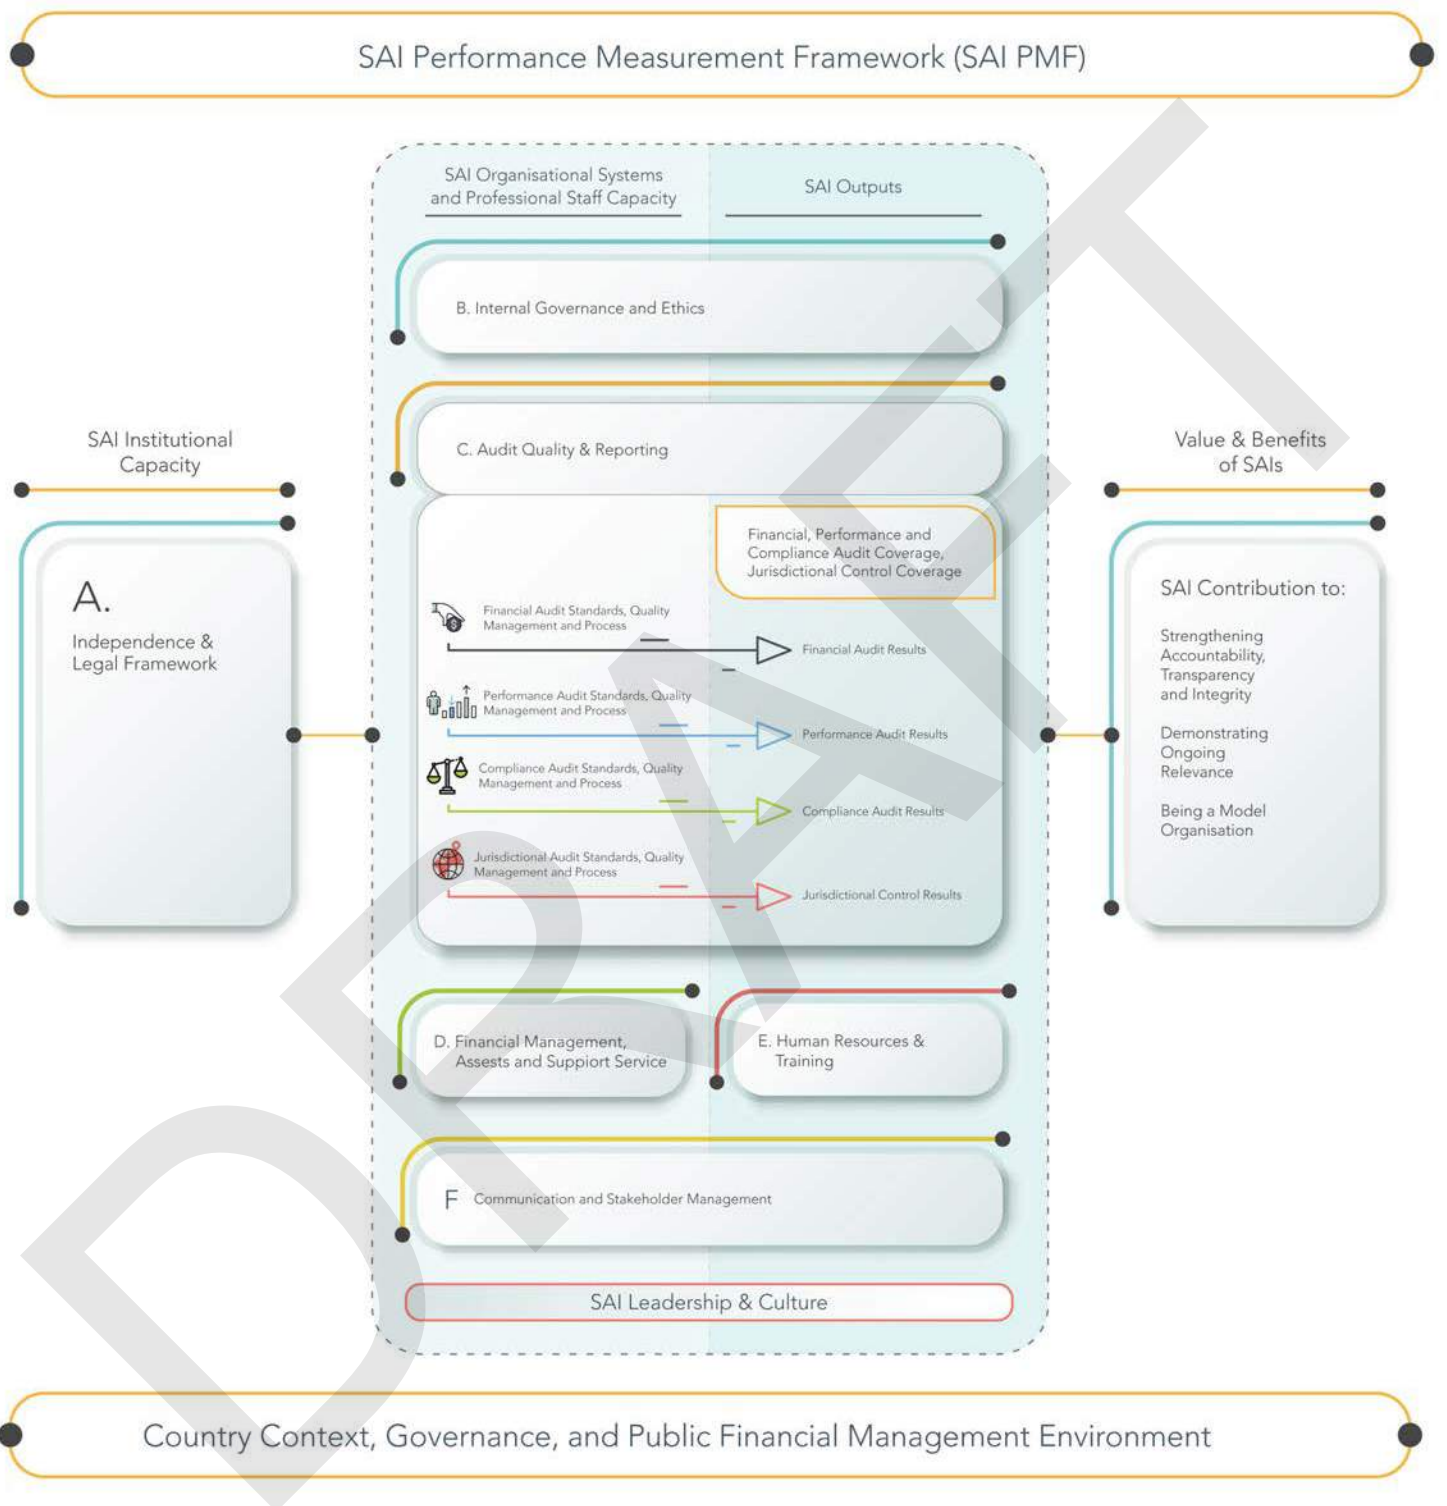 SAI Performance Measurement Framework (SAI PMF)
SAI Organisational Systems
and Professional Staff Capacity
SAI Outputs
B. Internal Governance and Ethics
C. Audit Quality & Reporting
SAI Institutional
Capacity
A.
Independence &
Legal Framework
Financial, Performance and
Compliance Audit Coverage,
Jurisdictional Control Coverage
Financial Audit Standards, Quality
Management and Process
Financial Audit Results
Performance Audit Standards, Quality
Management and Process
Performance Audit Results
Compliance Audit Standards, Quality
Management and Process
Compliance Audit Results
Jurisdictional Audit Standards, Quality
Management and Process
Jurisdictional Control Results
Value & Benefits
of SAIs
SAI Contribution to:
Strengthening
Accountability,
Transparency
and Integrity
Demonstrating
Ongoing
Relevance
Being a Model
Organisation
D. Financial Management,
Assests and Suppiort Service
E. Human Resources &
Training
F Communication and Stakeholder Management
SAI Leadership & Culture
Country Context, Governance, and Public Financial Management Environment
DRAFT